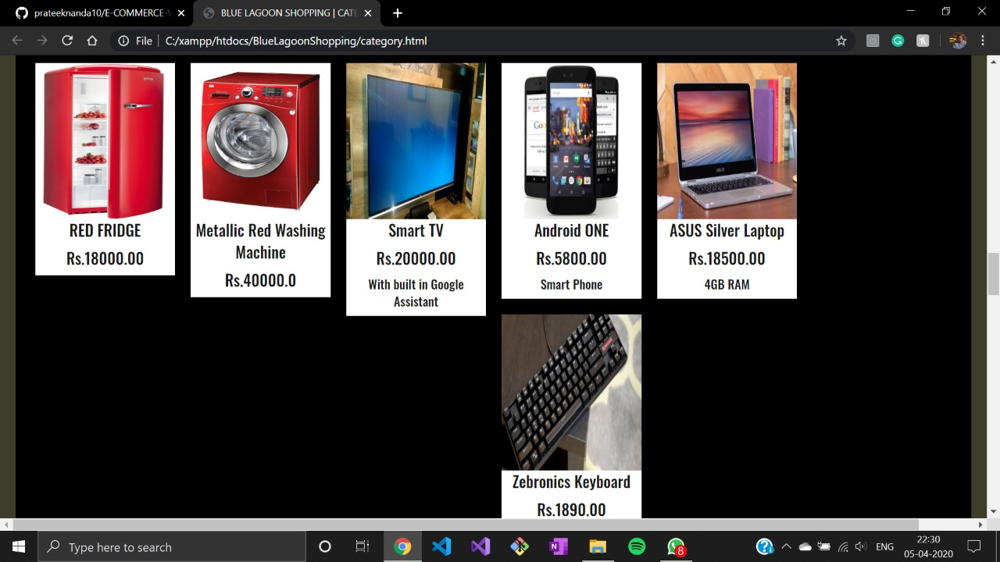 prateeknanda10/E-COMMERCE-
BLUE LAGOON SHOPPING | CATE
File
C:/xampp/htdocs/BlueLagoonShopping/category.html
RED FRIDGE
Rs.18000.00
Metallic Red Washing
Machine
Rs.40000.0
Smart TV
Rs.20000.00
With built in Google
Assistant
Android ONE
Rs.5800.00
Smart Phone
ASUS Silver Laptop
Rs.18500.00
4GB RAM
Zebronics Keyboard
Rs.1890.00
Type here to search
8
ENG
22:30
05-04-2020